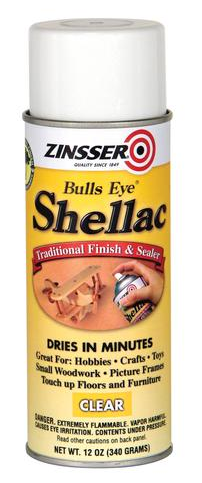 ZINSSER
QUALITY SINCE 1849
Bulls Eye®
Shellac
Traditional Finish & Sealer
DRIES IN MINUTES
Great For: Hobbies • Crafts • Toys
Small Woodwork • Picture Frames
Touch up Floors and Furniture
CLEAR
DANGER. EXTREMELY FLAMMABLE. VAPOR HARMFUL.
CAUSES EYE IRRITATION. CONTENTS UNDER PRESSURE.
Read other cautions on back panel.
NET WT. 12 OZ (340 GRAMS)